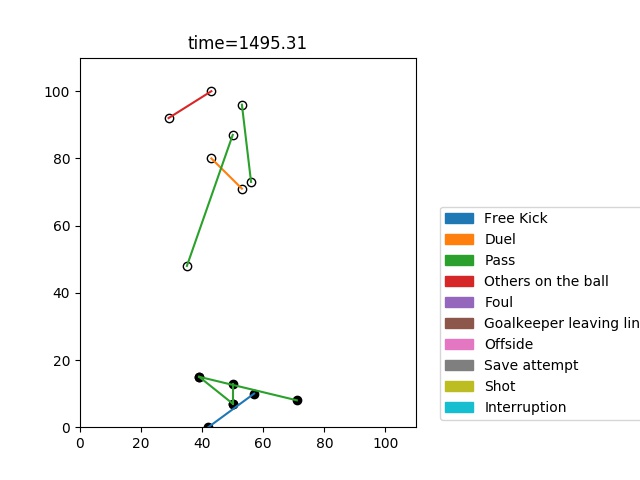 time=1495.31
100
80
60
40
20
0
0 20 40 60 80 100
Free Kick
Duel
Pass
Others on the ball
Foul
Goalkeeper leaving lin
Offside
Save attempt
Shot
Interruption